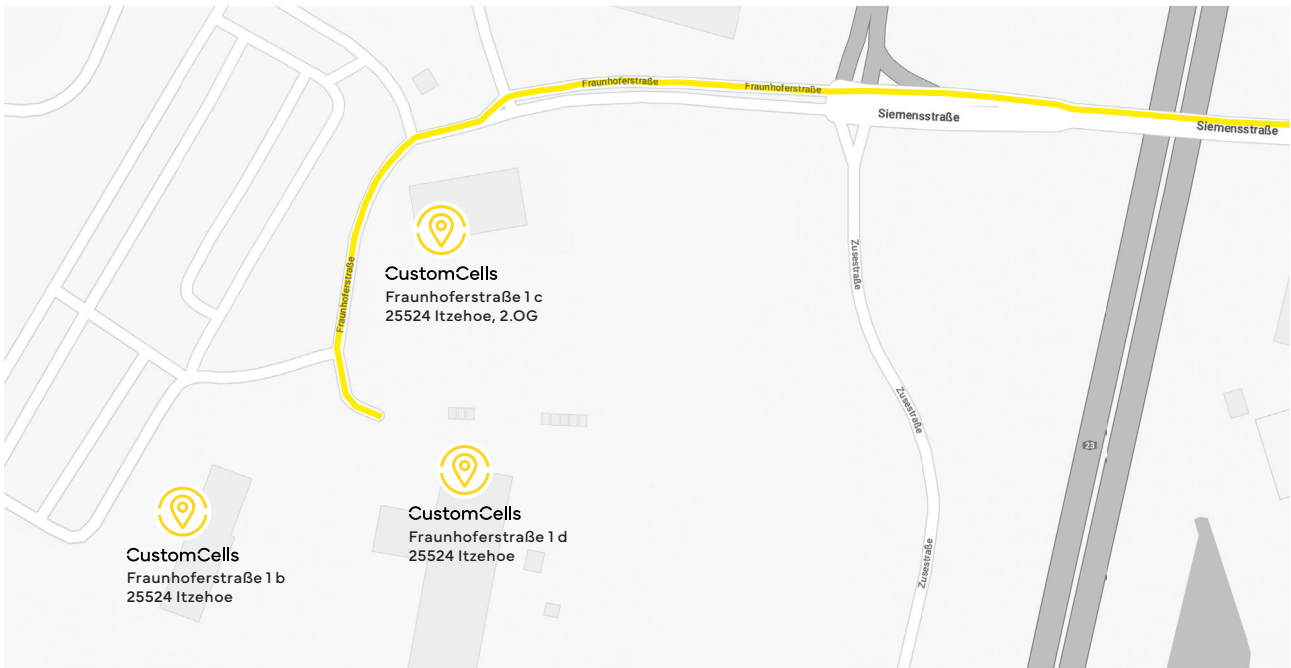 Fraunhoferstraße
Fraunhoferstraße
Siemensstraße
Siemensstraße
Zusestraße
Fraunhoferstraße
CustomCells
Fraunhoferstraße 1 c
25524 Itzehoe, 2.OG
Zusestraße
23
CustomCells
Fraunhoferstraße 1 d
25524 Itzehoe
CustomCells
Fraunhoferstraße 1 b
25524 Itzehoe
Zusestraße